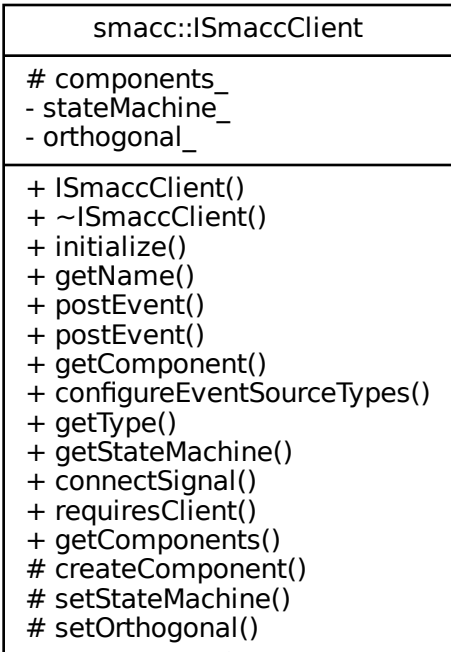 smacc::ISmaccClient
# components_
- stateMachine_
- orthogonal_
+ ISmaccClient()
+ ~ISmaccClient()
+ initialize()
+ getName()
+ postEvent()
+ postEvent()
+ getComponent()
+ configureEventSourceTypes()
+ getType()
+ getStateMachine()
+ connectSignal()
+ requiresClient()
+ getComponents()
# createComponent()
# setStateMachine()
# setOrthogonal()